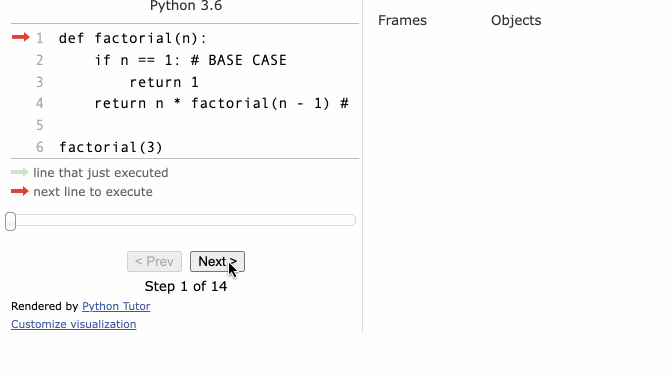 Python 3.6
1 def factorial(n):
2     if n == 1: # BASE CASE
3         return 1
4     return n * factorial(n - 1) #
5
6 factorial(3)
line that just executed
next line to execute
< Prev Next >
Step 1 of 14
Rendered by Python Tutor
Customize visualization
Frames Objects